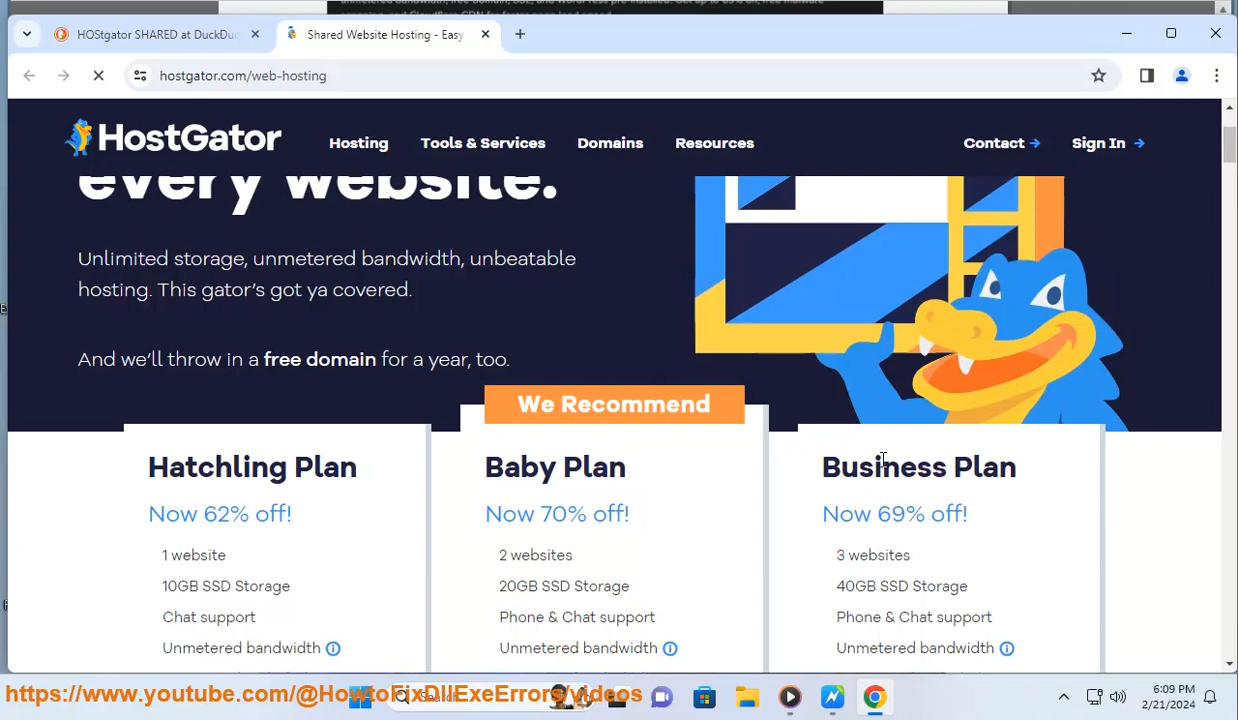 HOStgator SHARED at DuckDuc
Shared Website Hosting - Easy
hostgator.com/web-hosting
HostGator
Hosting
Tools & Services
Domains
Resources
Contact
Sign In
every website.
Unlimited storage, unmetered bandwidth, unbeatable
hosting. This gator's got ya covered.
And we'll throw in a free domain for a year, too.
We Recommend
Hatchling Plan
Now 62% off!
1 website
10GB SSD Storage
Chat support
Unmetered bandwidth
Baby Plan
Now 70% off!
2 websites
20GB SSD Storage
Phone & Chat support
Unmetered bandwidth
Business Plan
Now 69% off!
3 websites
40GB SSD Storage
Phone & Chat support
Unmetered bandwidth
https://www.youtube.com/@HowtoFixDllExeErrors/videos
Search
6:09 PM
2/21/2024